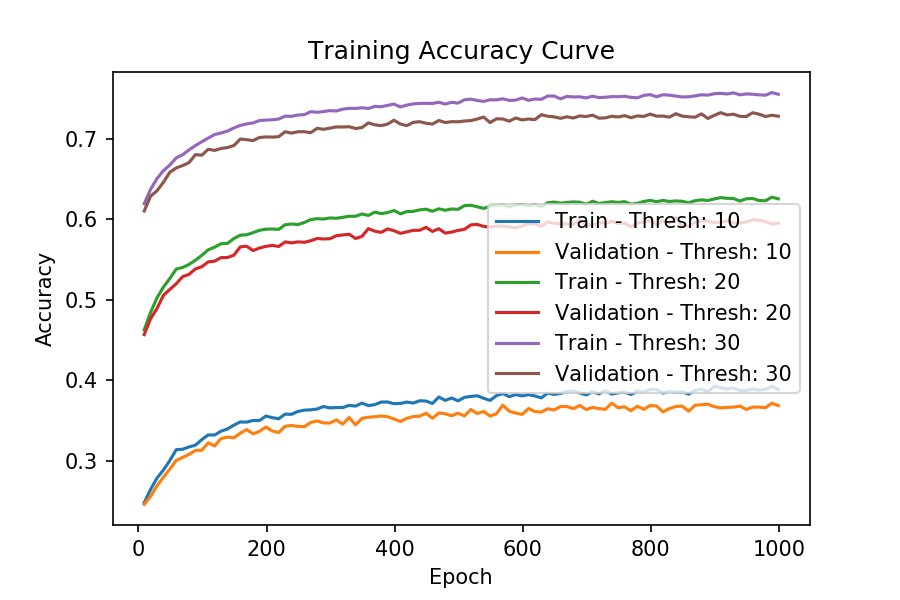 Training Accuracy Curve
Accuracy
0.7
0.6
0.5
0.4
0.3
Train - Thresh: 10
Validation - Thresh: 10
Train - Thresh: 20
Validation - Thresh: 20
Train - Thresh: 30
Validation - Thresh: 30
0 200 400 600 800 1000
Epoch